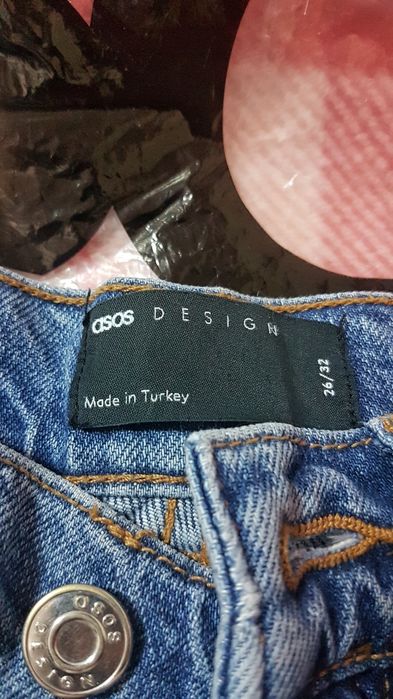 asos DESIGN
Made in Turkey
26/32
ASOS
DESIGN